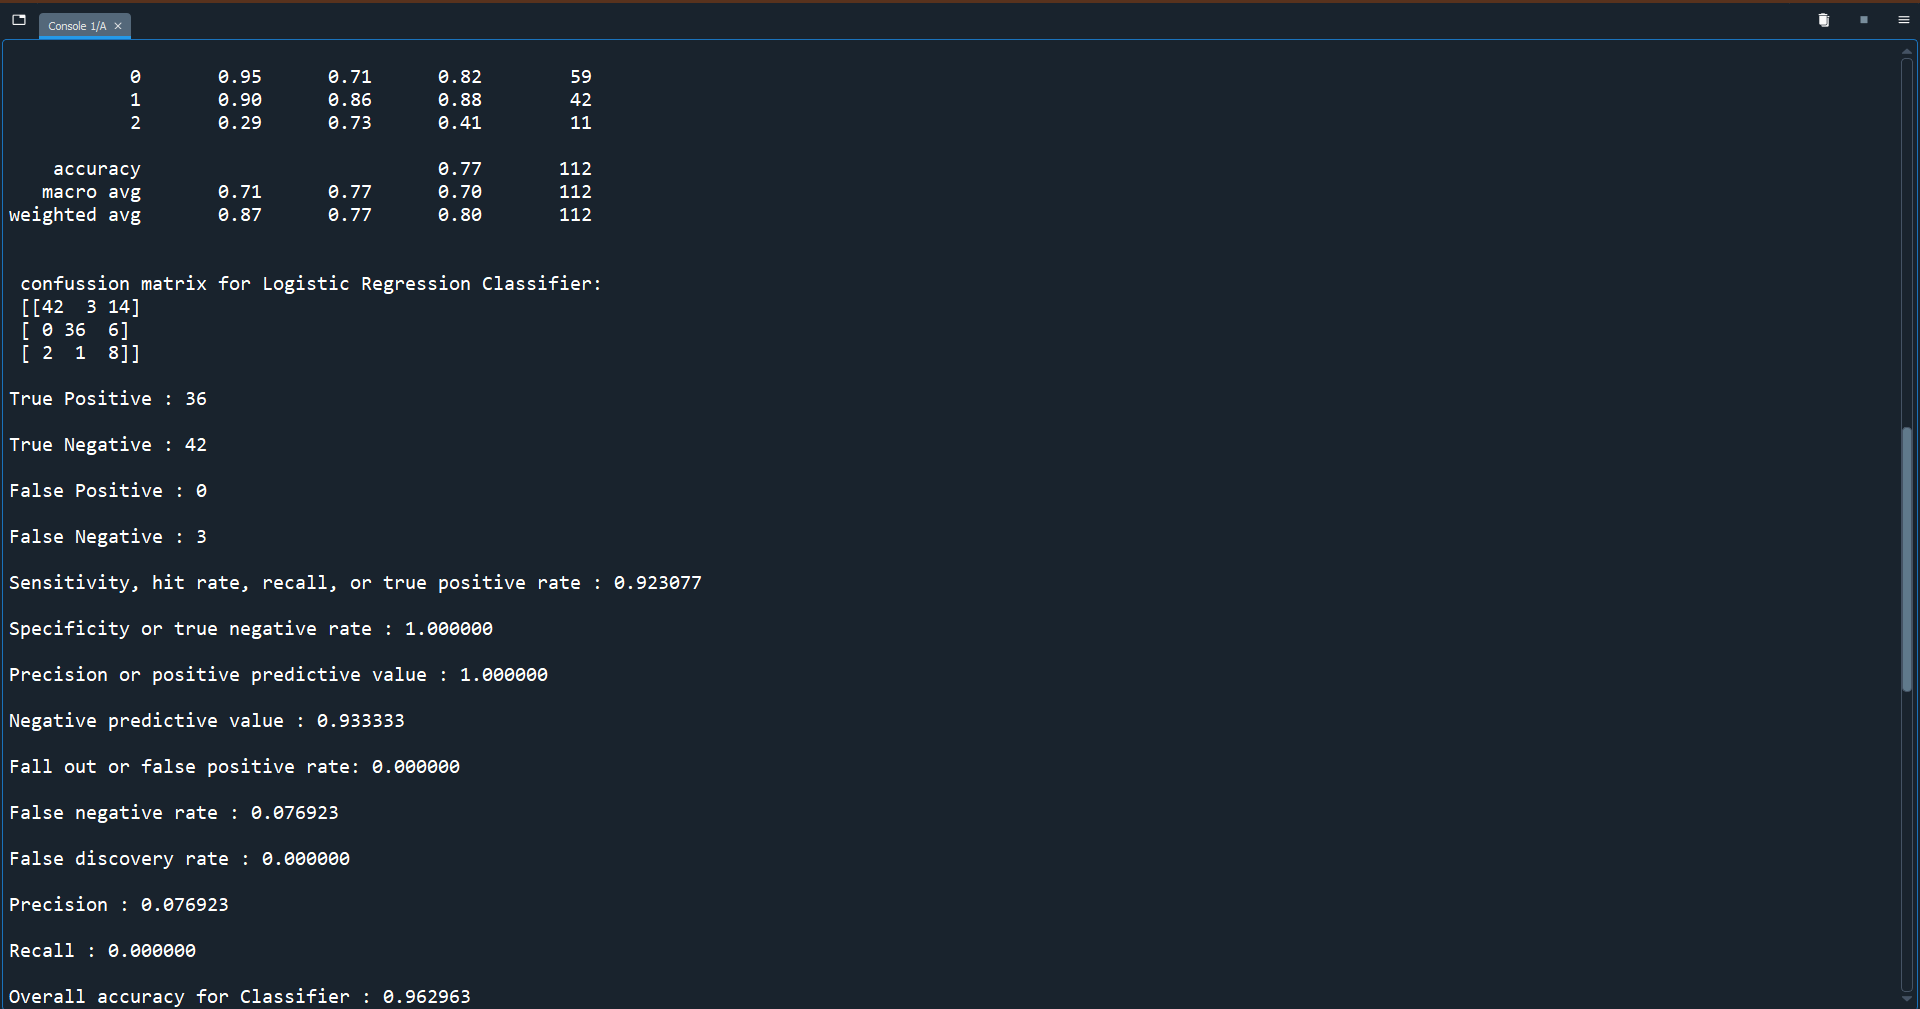 Console 1/A
0 0.95 0.71 0.82 59
1 0.90 0.86 0.88 42
2 0.29 0.73 0.41 11
accuracy 0.77 112
macro avg 0.71 0.77 0.70 112
weighted avg 0.87 0.77 0.80 112
confussion matrix for Logistic Regression Classifier:
[[42 3 14]
[ 0 36 6]
[ 2 1 8]]
True Positive : 36
True Negative : 42
False Positive : 0
False Negative : 3
Sensitivity, hit rate, recall, or true positive rate : 0.923077
Specificity or true negative rate : 1.000000
Precision or positive predictive value : 1.000000
Negative predictive value : 0.933333
Fall out or false positive rate: 0.000000
False negative rate : 0.076923
False discovery rate : 0.000000
Precision : 0.076923
Recall : 0.000000
Overall accuracy for Classifier : 0.962963